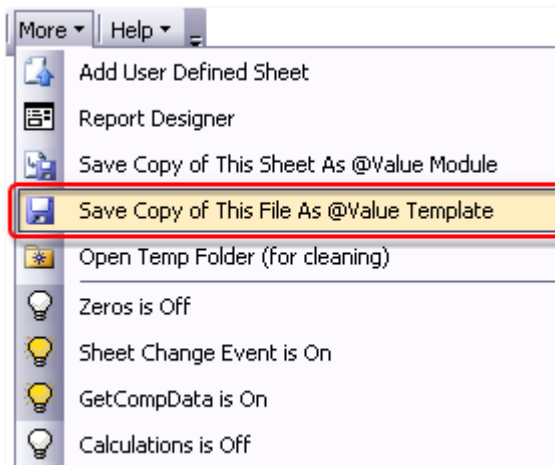 More Help
Add User Defined Sheet
Report Designer
Save Copy of This Sheet As @Value Module
Save Copy of This File As @Value Template
Open Temp Folder (for cleaning)
Zeros is Off
Sheet Change Event is On
GetCompData is On
Calculations is Off